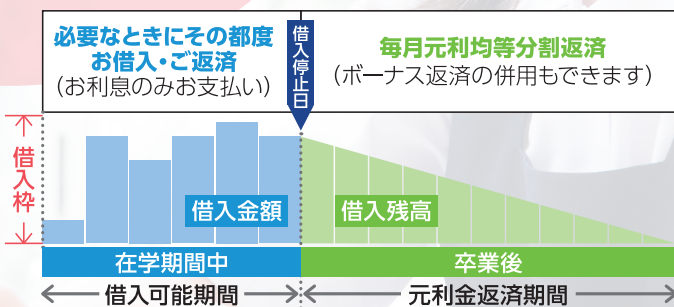 必要なときにその都度
お借入・ご返済
(お利息のみお支払い)
借入停止日
毎月元利均等分割返済
(ボーナス返済の併用もできます)
借入枠
借入金額
借入残高
在学期間中
卒業後
借入可能期間
元利金返済期間